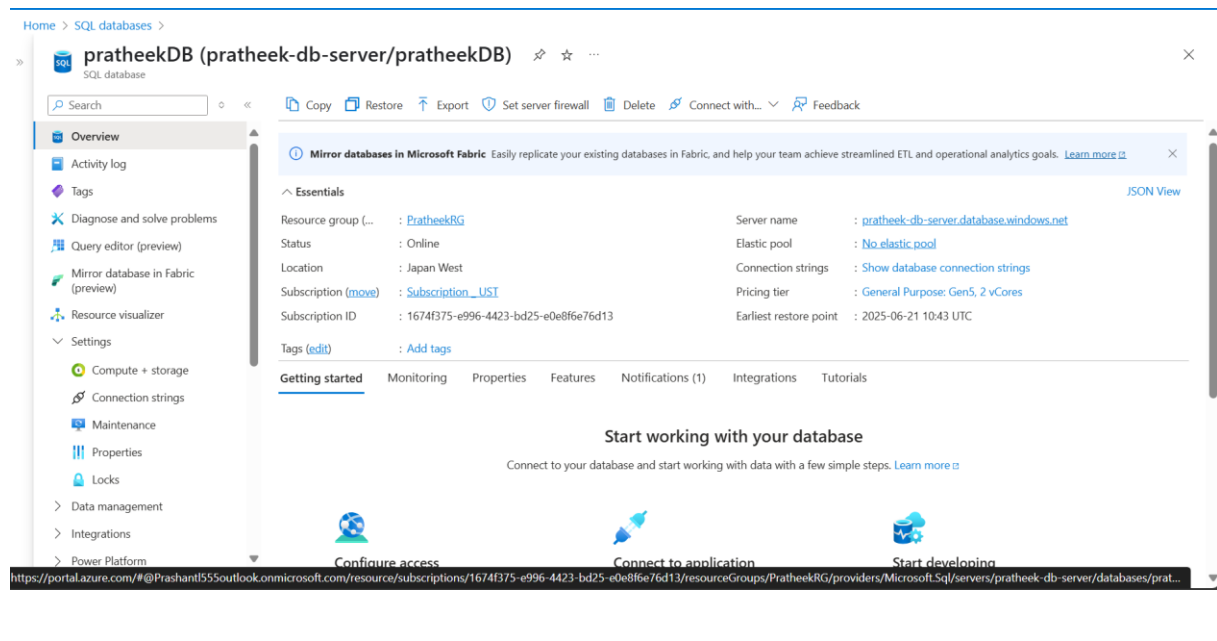 Home > SQL databases >
pratheekDB (pratheek-db-server/pratheekDB)
SQL database
Search
Copy Restore Export Set server firewall Delete Connect with... Feedback
Overview
Activity log
Tags
Diagnose and solve problems
Query editor (preview)
Mirror database in Fabric
(preview)
Resource visualizer
Settings
Compute + storage
Connection strings
Maintenance
Properties
Locks
Data management
Integrations
Power Platform
Mirror databases in Microsoft Fabric Easily replicate your existing databases in Fabric, and help your team achieve streamlined ETL and operational analytics goals. Learn more
Essentials
JSON View
Resource group (... : PratheekRG
Status : Online
Location : Japan West
Subscription (move) : Subscription _ UST
Subscription ID : 1674f375-e996-4423-bd25-e0e8f6e76d13
Server name : pratheek-db-server.database.windows.net
Elastic pool : No elastic pool
Connection strings : Show database connection strings
Pricing tier : General Purpose: Gen5, 2 vCores
Earliest restore point : 2025-06-21 10:43 UTC
Tags (edit) : Add tags
Getting started Monitoring Properties Features Notifications (1) Integrations Tutorials
Start working with your database
Connect to your database and start working with data with a few simple steps. Learn more
Configure access
Connect to application
Start developing
https://portal.azure.com/#@Prashantl555outlook.onmicrosoft.com/resource/subscriptions/1674f375-e996-4423-bd25-e0e8f6e76d13/resourceGroups/PratheekRG/providers/Microsoft.Sql/servers/pratheek-db-server/databases/prat...